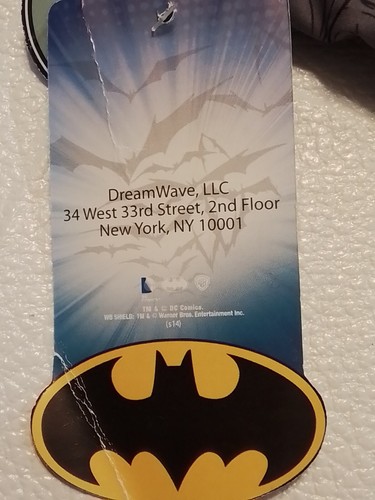 DreamWave, LLC
34 West 33rd Street, 2nd Floor
New York, NY 10001
TM & © DC Comics.
WB SHIELD: TM & © Warner Bros. Entertainment Inc.
(s14)